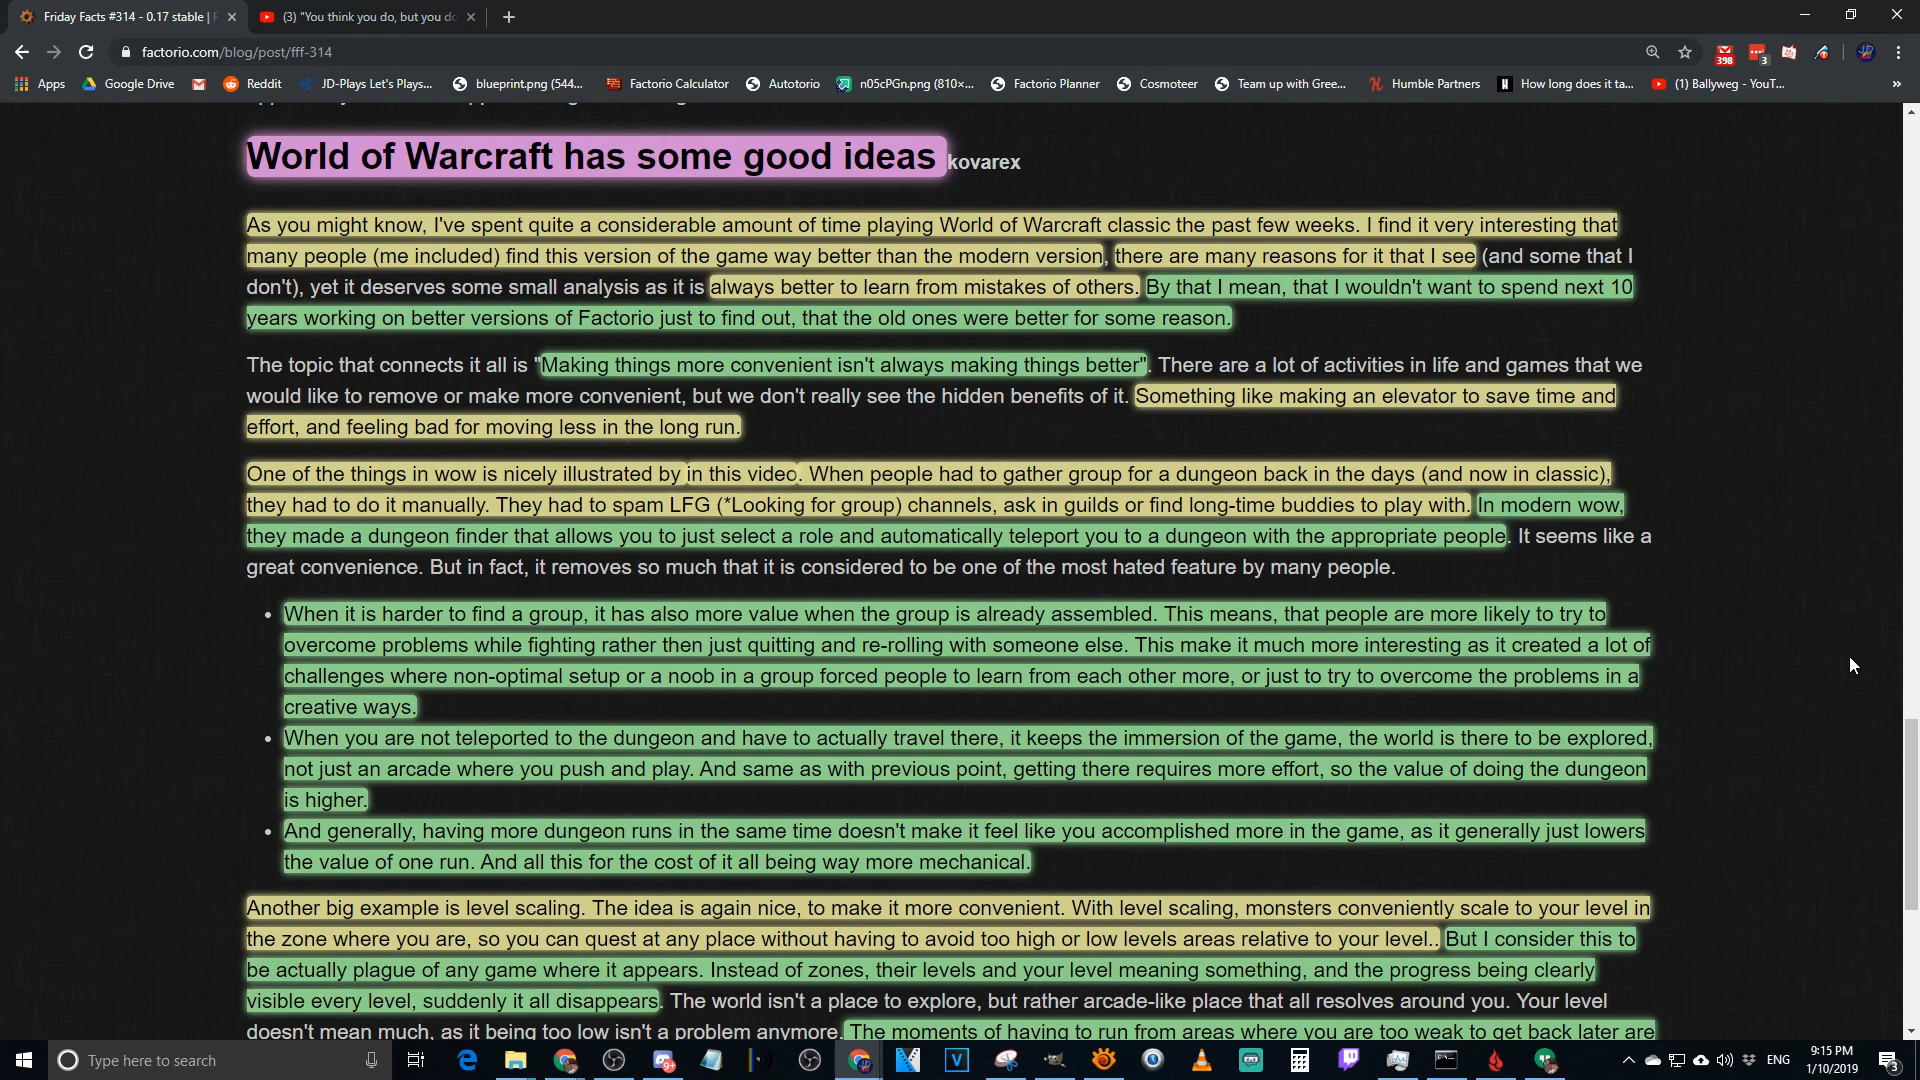 Friday Facts #314 - 0.17 stable | F
(3) "You think you do, but you do
factorio.com/blog/post/fff-314
398
3
Apps
Google Drive
Reddit
JD-Plays Let's Plays...
blueprint.png (544...
Factorio Calculator
Autotorio
n05cPGn.png (810×...
Factorio Planner
Cosmoteer
Team up with Gree...
Humble Partners
How long does it ta...
(1) Ballyweg - YouT...
World of Warcraft has some good ideas kovarex
As you might know, I've spent quite a considerable amount of time playing World of Warcraft classic the past few weeks. I find it very interesting that
many people (me included) find this version of the game way better than the modern version, there are many reasons for it that I see (and some that I
don't), yet it deserves some small analysis as it is always better to learn from mistakes of others. By that I mean, that I wouldn't want to spend next 10
years working on better versions of Factorio just to find out, that the old ones were better for some reason.
The topic that connects it all is "Making things more convenient isn't always making things better". There are a lot of activities in life and games that we
would like to remove or make more convenient, but we don't really see the hidden benefits of it. Something like making an elevator to save time and
effort, and feeling bad for moving less in the long run.
One of the things in wow is nicely illustrated by in this video. When people had to gather group for a dungeon back in the days (and now in classic),
they had to do it manually. They had to spam LFG (*Looking for group) channels, ask in guilds or find long-time buddies to play with. In modern wow,
they made a dungeon finder that allows you to just select a role and automatically teleport you to a dungeon with the appropriate people. It seems like a
great convenience. But in fact, it removes so much that it is considered to be one of the most hated feature by many people.
• When it is harder to find a group, it has also more value when the group is already assembled. This means, that people are more likely to try to
overcome problems while fighting rather then just quitting and re-rolling with someone else. This make it much more interesting as it created a lot of
challenges where non-optimal setup or a noob in a group forced people to learn from each other more, or just to try to overcome the problems in a
creative ways.
• When you are not teleported to the dungeon and have to actually travel there, it keeps the immersion of the game, the world is there to be explored,
not just an arcade where you push and play. And same as with previous point, getting there requires more effort, so the value of doing the dungeon
is higher.
• And generally, having more dungeon runs in the same time doesn't make it feel like you accomplished more in the game, as it generally just lowers
the value of one run. And all this for the cost of it all being way more mechanical.
Another big example is level scaling. The idea is again nice, to make it more convenient. With level scaling, monsters conveniently scale to your level in
the zone where you are, so you can quest at any place without having to avoid too high or low levels areas relative to your level.. But I consider this to
be actually plague of any game where it appears. Instead of zones, their levels and your level meaning something, and the progress being clearly
visible every level, suddenly it all disappears. The world isn't a place to explore, but rather arcade-like place that all resolves around you. Your level
doesn't mean much, as it being too low isn't a problem anymore. The moments of having to run from areas where you are too weak to get back later are
Type here to search
9+
ENG
9:15 PM
1/10/2019
3